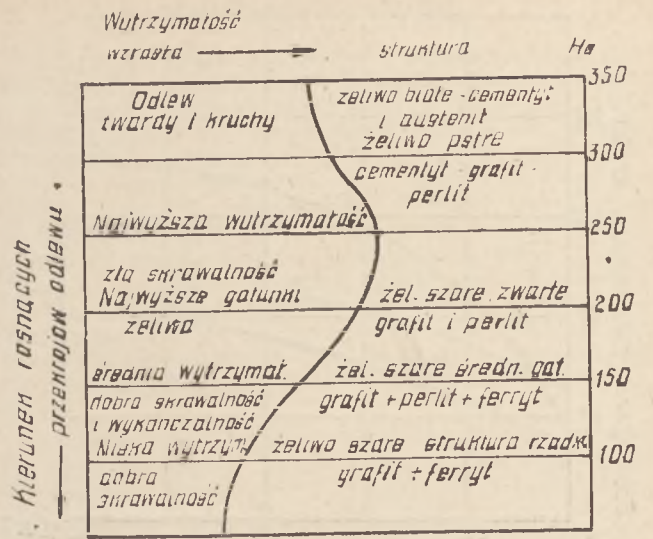 Wytrzymałość
wzrasta struktura HB
350
Odlew żeliwo białe - cementyt
twardy i kruchy i austenit
żeliwo pstre
300
cementyt - grafit -
perlit
Najwyższa wytrzymałość
250
zła skrawalność
Najwyższe gatunki żel. szare zwarte
200
żeliwa grafit i perlit
średnia wytrzymał. żel. szare średn. gat.
150
dobra skrawalność grafit + perlit + ferryt
i wykończalność
Niska wytrzym. żeliwo szare struktura rzadk.
100
dobra grafit + ferryt
skrawalność
Kierunek rosnących
przekrojów odlewu